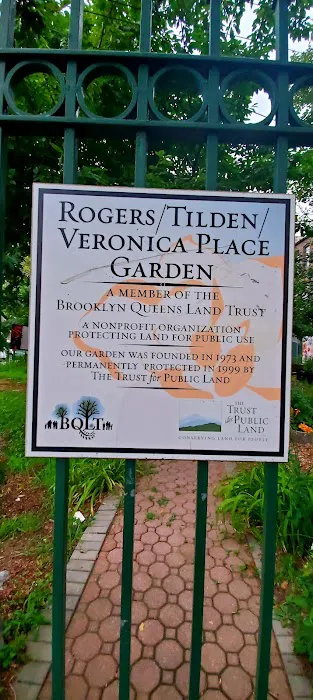 Rogers/Tilden/
Veronica Place
Garden
A member of the
Brooklyn Queens Land Trust
A nonprofit organization
protecting land for public use
Our garden was founded in 1973 and
permanently protected in 1999 by
The Trust for Public Land
BQLT
The
Trust
for Public
Land
Conserving land for people